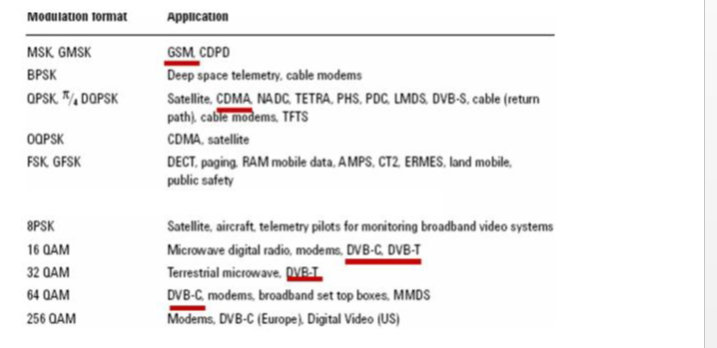 Modulation format Application
MSK, GMSK GSM, CDPD
BPSK Deep space telemetry, cable modems
QPSK, π/4 DQPSK Satellite, CDMA, NADC, TETRA, PHS, PDC, LMDS, DVB-S, cable (return
path), cable modems, TFTS
OQPSK CDMA, satellite
FSK, GFSK DECT, paging, RAM mobile data, AMPS, CT2, ERMES, land mobile,
public safety
8PSK Satellite, aircraft, telemetry pilots for monitoring broadband video systems
16 QAM Microwave digital radio, modems, DVB-C, DVB-T
32 QAM Terrestrial microwave, DVB-T
64 QAM DVB-C, modems, broadband set top boxes, MMDS
256 QAM Modems, DVB-C (Europe), Digital Video (US)